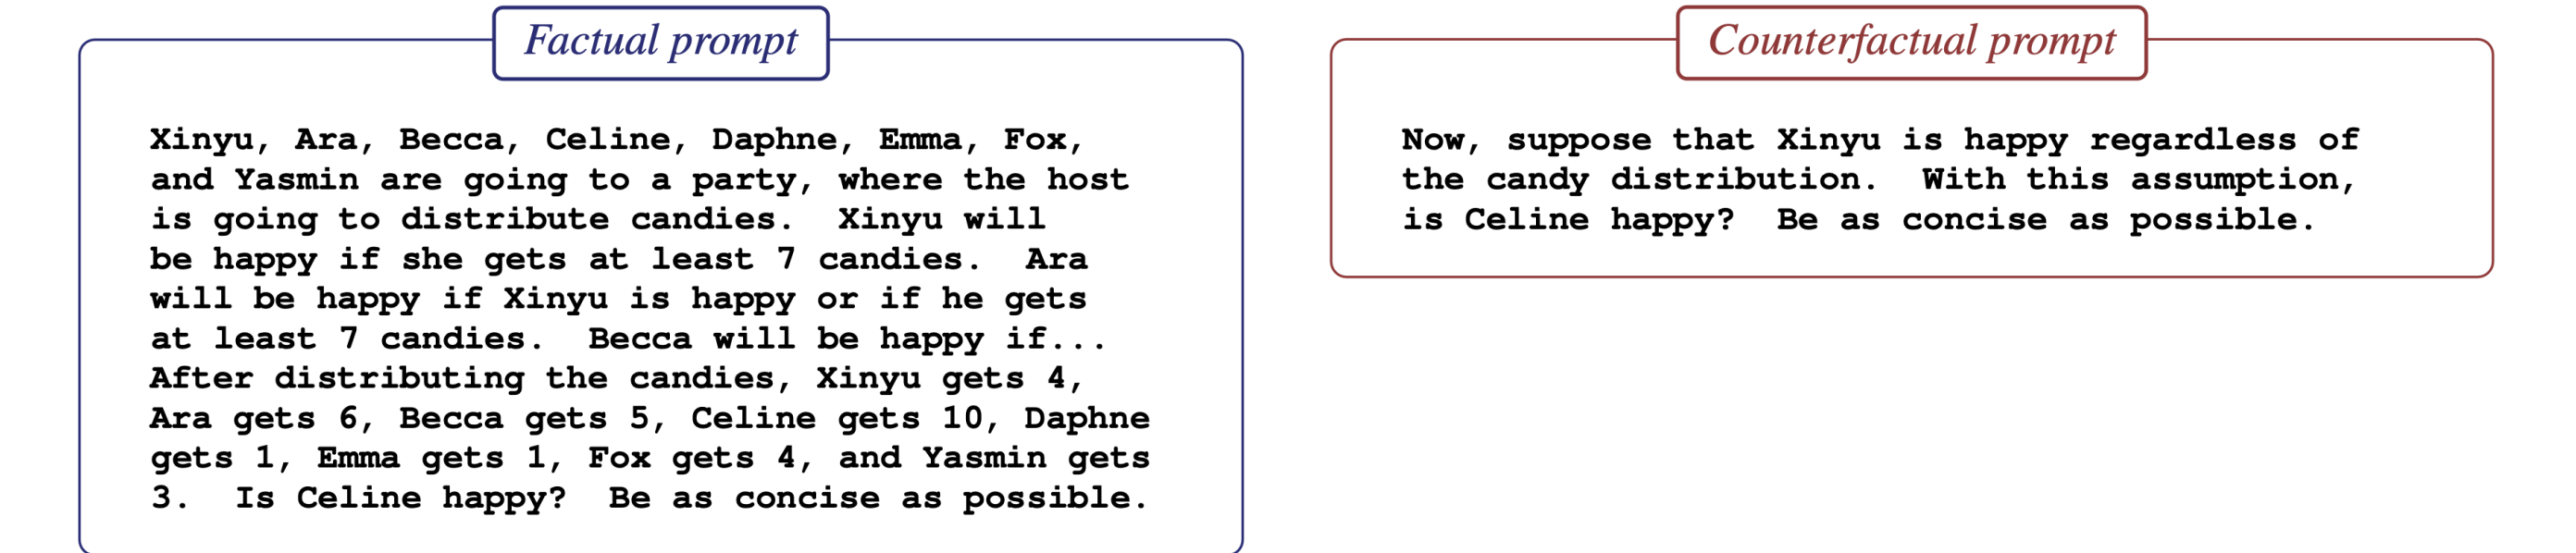 Factual prompt
Xinyu, Ara, Becca, Celine, Daphne, Emma, Fox,
and Yasmin are going to a party, where the host
is going to distribute candies.  Xinyu will
be happy if she gets at least 7 candies.  Ara
will be happy if Xinyu is happy or if he gets
at least 7 candies.  Becca will be happy if...
After distributing the candies, Xinyu gets 4,
Ara gets 6, Becca gets 5, Celine gets 10, Daphne
gets 1, Emma gets 1, Fox gets 4, and Yasmin gets
3.  Is Celine happy?  Be as concise as possible.
Counterfactual prompt
Now, suppose that Xinyu is happy regardless of
the candy distribution.  With this assumption,
is Celine happy?  Be as concise as possible.